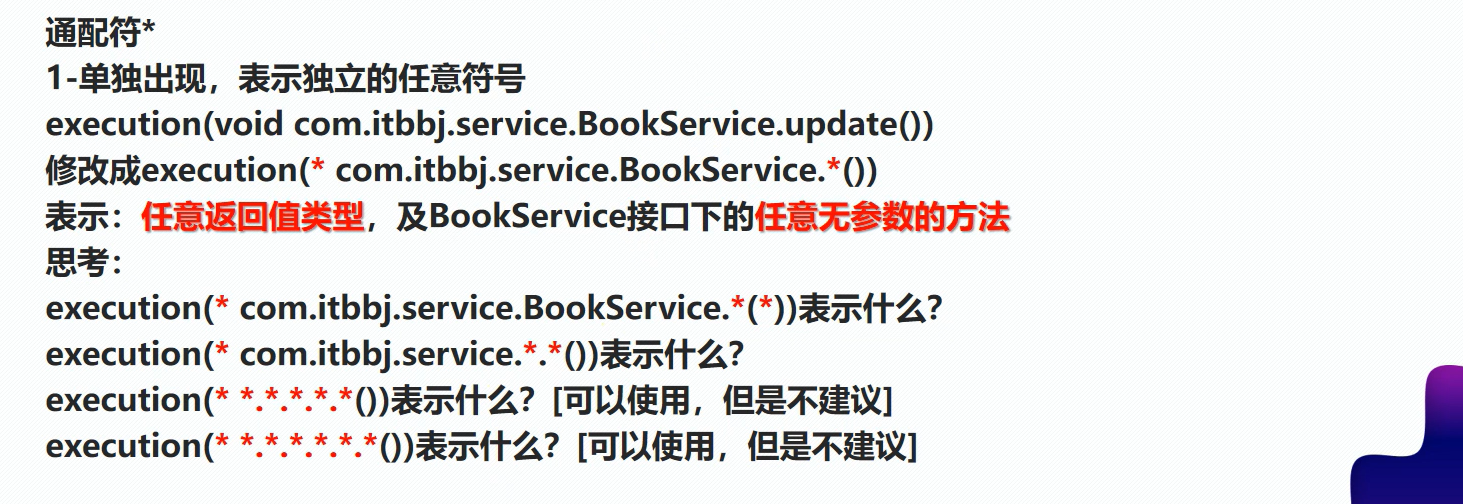 通配符*
1-单独出现，表示独立的任意符号
execution(void com.itbbj.service.BookService.update())
修改成execution(* com.itbbj.service.BookService.*())
表示：任意返回值类型，及BookService接口下的任意无参数的方法
思考：
execution(* com.itbbj.service.BookService.*(*))表示什么？
execution(* com.itbbj.service.*.*())表示什么？
execution(* *.*.*.*.*())表示什么？[可以使用，但是不建议]
execution(* *.*.*.*.*.*())表示什么？[可以使用，但是不建议]